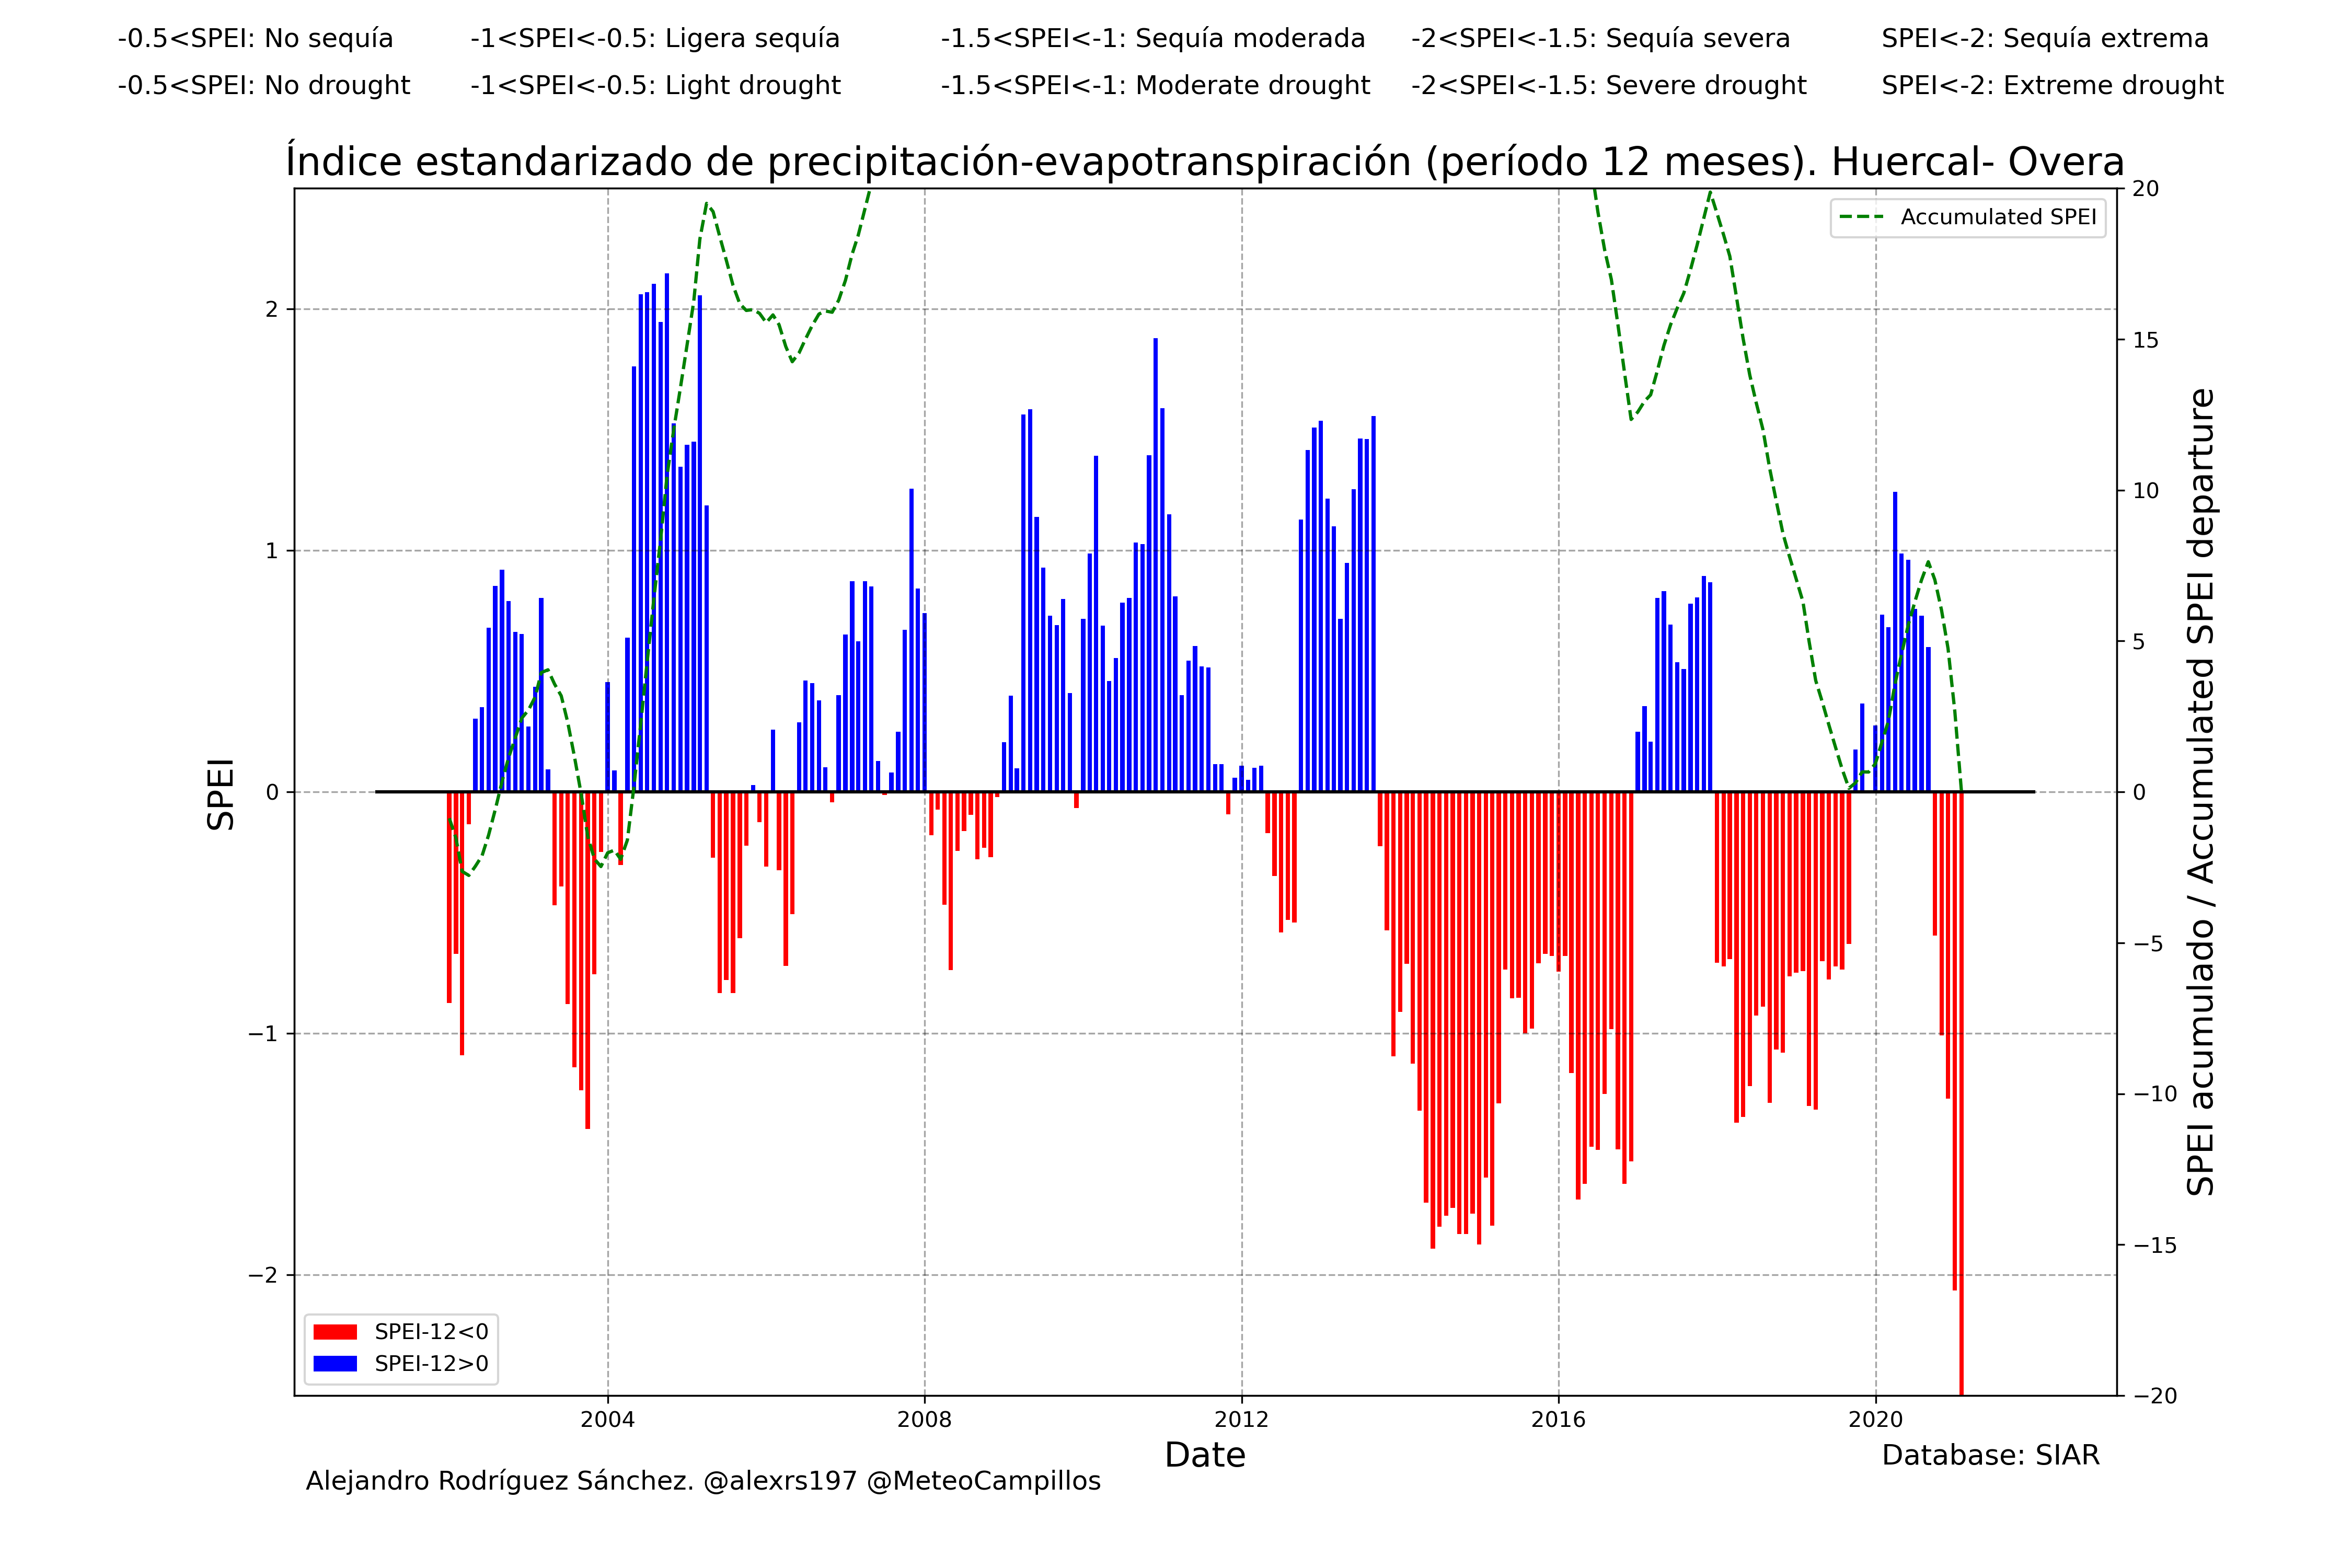 -0.5<SPEI: No sequía -1<SPEI<-0.5: Ligera sequía -1.5<SPEI<-1: Sequía moderada -2<SPEI<-1.5: Sequía severa SPEI<-2: Sequía extrema
-0.5<SPEI: No drought -1<SPEI<-0.5: Light drought -1.5<SPEI<-1: Moderate drought -2<SPEI<-1.5: Severe drought SPEI<-2: Extreme drought
Índice estandarizado de precipitación-evapotranspiración (período 12 meses). Huercal- Overa
Accumulated SPEI
SPEI
2
1
0
−1
−2
20
15
10
5
0
−5
−10
−15
−20
SPEI acumulado / Accumulated SPEI departure
SPEI-12<0
SPEI-12>0
2004 2008 2012 2016 2020
Date
Database: SIAR
Alejandro Rodríguez Sánchez. @alexrs197 @MeteoCampillos